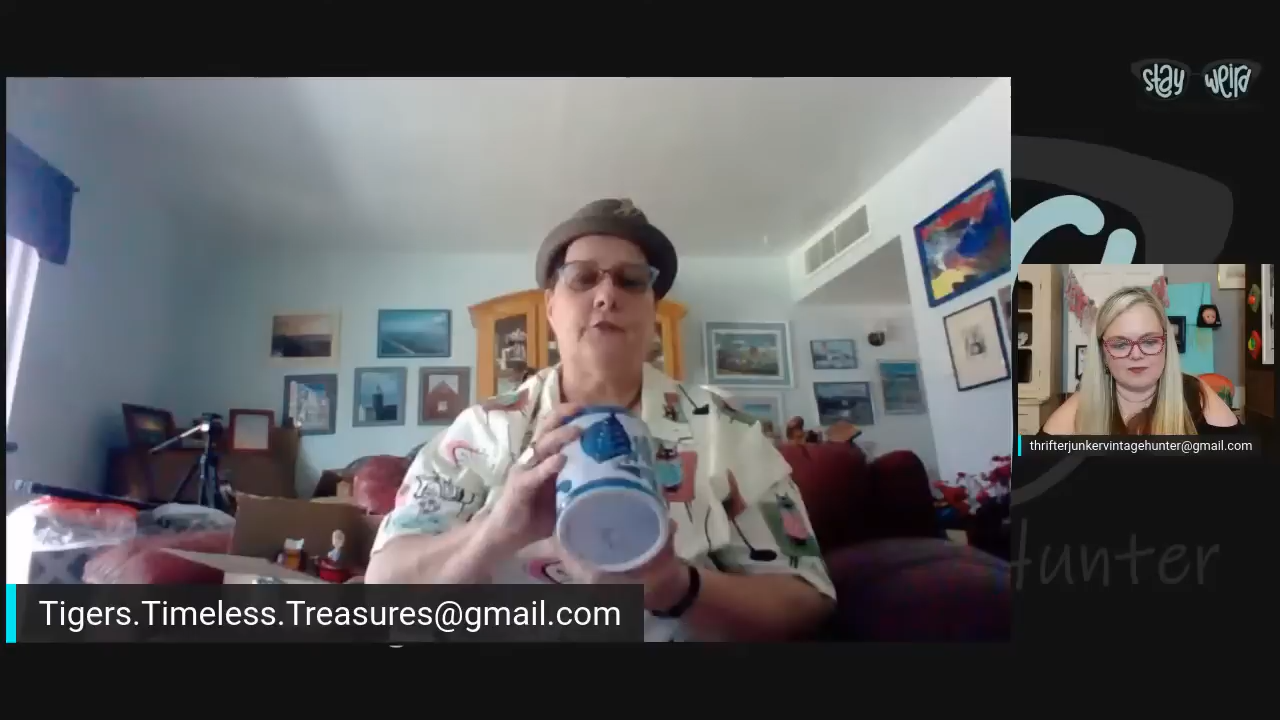 stay weird
thrifterjunkervintagehunter@gmail.com
Hunter
Tigers.Timeless.Treasures@gmail.com